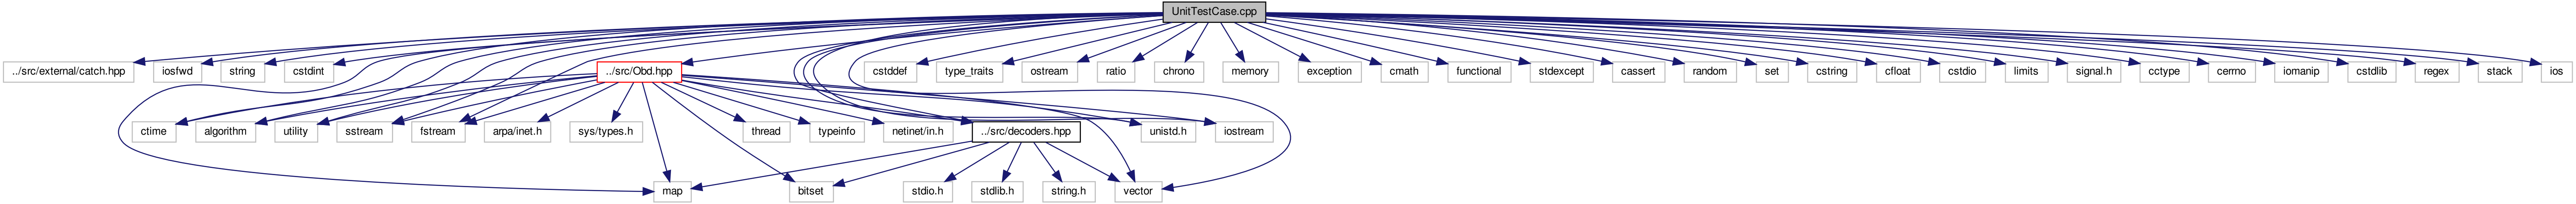 UnitTestCase.cpp
../src/external/catch.hpp
iosfwd
string
cstdint
../src/Obd.hpp
cstddef
type_traits
ostream
ratio
chrono
memory
exception
cmath
functional
stdexcept
cassert
random
set
cstring
cfloat
cstdio
limits
signal.h
cctype
cerrno
iomanip
cstdlib
regex
stack
ios
ctime
algorithm
utility
sstream
fstream
arpa/inet.h
sys/types.h
thread
typeinfo
netinet/in.h
../src/decoders.hpp
unistd.h
iostream
map
bitset
stdio.h
stdlib.h
string.h
vector